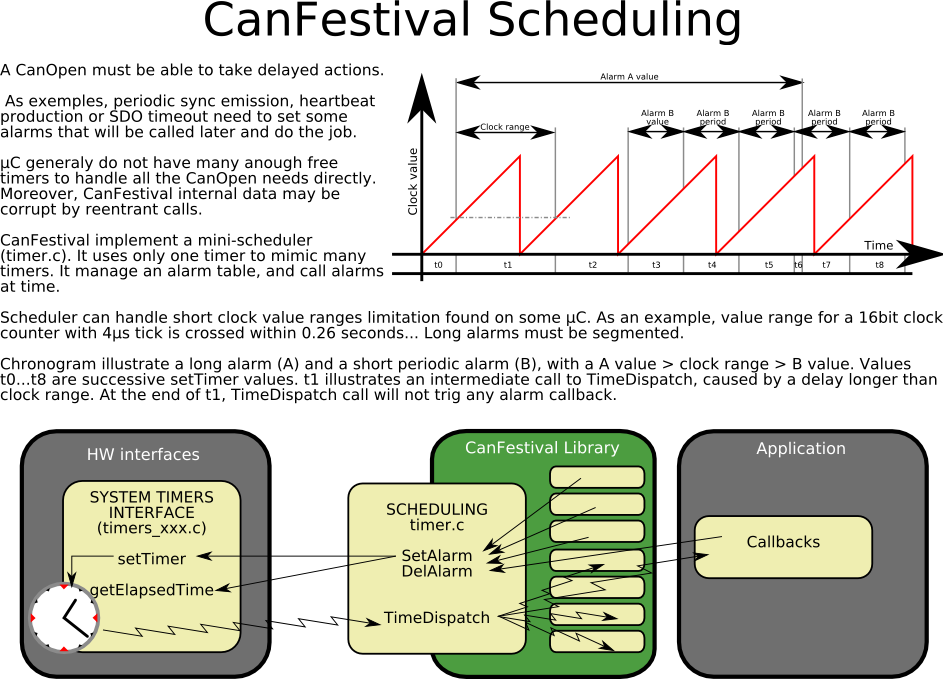 CanFestival Scheduling
A CanOpen must be able to take delayed actions.
As exemples, periodic sync emission, heartbeat
production or SDO timeout need to set some
alarms that will be called later and do the job.
µC generaly do not have many anough free
timers to handle all the CanOpen needs directly.
Moreover, CanFestival internal data may be
corrupt by reentrant calls.
CanFestival implement a mini-scheduler
(timer.c). It uses only one timer to mimic many
timers. It manage an alarm table, and call alarms
at time.
Alarm A value
Clock range
Alarm B
value
Alarm B
period
Alarm B
period
Alarm B
period
Alarm B
period
Clock value
Time
t0
t1
t2
t3
t4
t5
t6
t7
t8
Scheduler can handle short clock value ranges limitation found on some µC. As an example, value range for a 16bit clock
counter with 4µs tick is crossed within 0.26 seconds... Long alarms must be segmented.
Chronogram illustrate a long alarm (A) and a short periodic alarm (B), with a A value > clock range > B value. Values
t0...t8 are successive setTimer values. t1 illustrates an intermediate call to TimeDispatch, caused by a delay longer than
clock range. At the end of t1, TimeDispatch call will not trig any alarm callback.
HW interfaces
SYSTEM TIMERS
INTERFACE
(timers_xxx.c)
setTimer
getElapsedTime
CanFestival Library
SCHEDULING
timer.c
SetAlarm
DelAlarm
TimeDispatch
Application
Callbacks